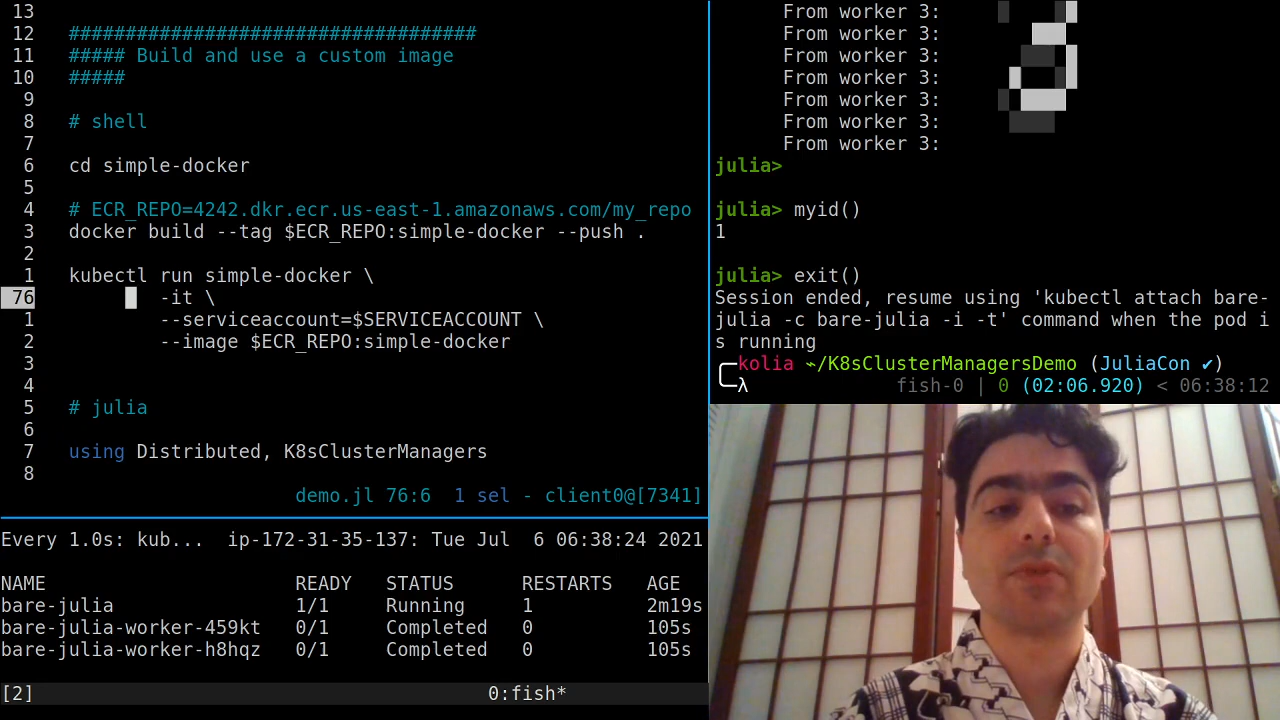 13
12 ####################################
11 ##### Build and use a custom image
10 #####
9
8 # shell
7
6 cd simple-docker
5
4 # ECR_REPO=4242.dkr.ecr.us-east-1.amazonaws.com/my_repo
3 docker build --tag $ECR_REPO:simple-docker --push .
2
1 kubectl run simple-docker \
76 -it \
1 --serviceaccount=$SERVICEACCOUNT \
2 --image $ECR_REPO:simple-docker
3
4
5 # julia
6
7 using Distributed, K8sClusterManagers
8
demo.jl 76:6 1 sel - client0@[7341]
Every 1.0s: kub... ip-172-31-35-137: Tue Jul 6 06:38:24 2021
NAME READY STATUS RESTARTS AGE
bare-julia 1/1 Running 1 2m19s
bare-julia-worker-459kt 0/1 Completed 0 105s
bare-julia-worker-h8hqz 0/1 Completed 0 105s
[2] 0:fish*
From worker 3:
From worker 3:
From worker 3:
From worker 3:
From worker 3:
From worker 3:
From worker 3:
julia>
julia> myid()
1
julia> exit()
Session ended, resume using 'kubectl attach bare-
julia -c bare-julia -i -t' command when the pod i
s running
kolia ~/K8sClusterManagersDemo (JuliaCon ✔)
λ fish-0 | 0 (02:06.920) < 06:38:12